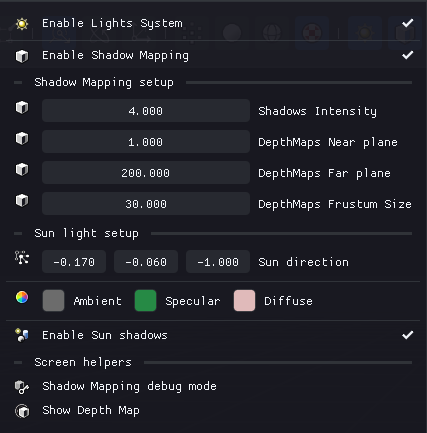 Enable Lights System
Enable Shadow Mapping
Shadow Mapping setup
4.000 Shadows Intensity
1.000 DepthMaps Near plane
200.000 DepthMaps Far plane
30.000 DepthMaps Frustum Size
Sun light setup
-0.170 -0.060 -1.000 Sun direction
Ambient Specular Diffuse
Enable Sun shadows
Screen helpers
Shadow Mapping debug mode
Show Depth Map